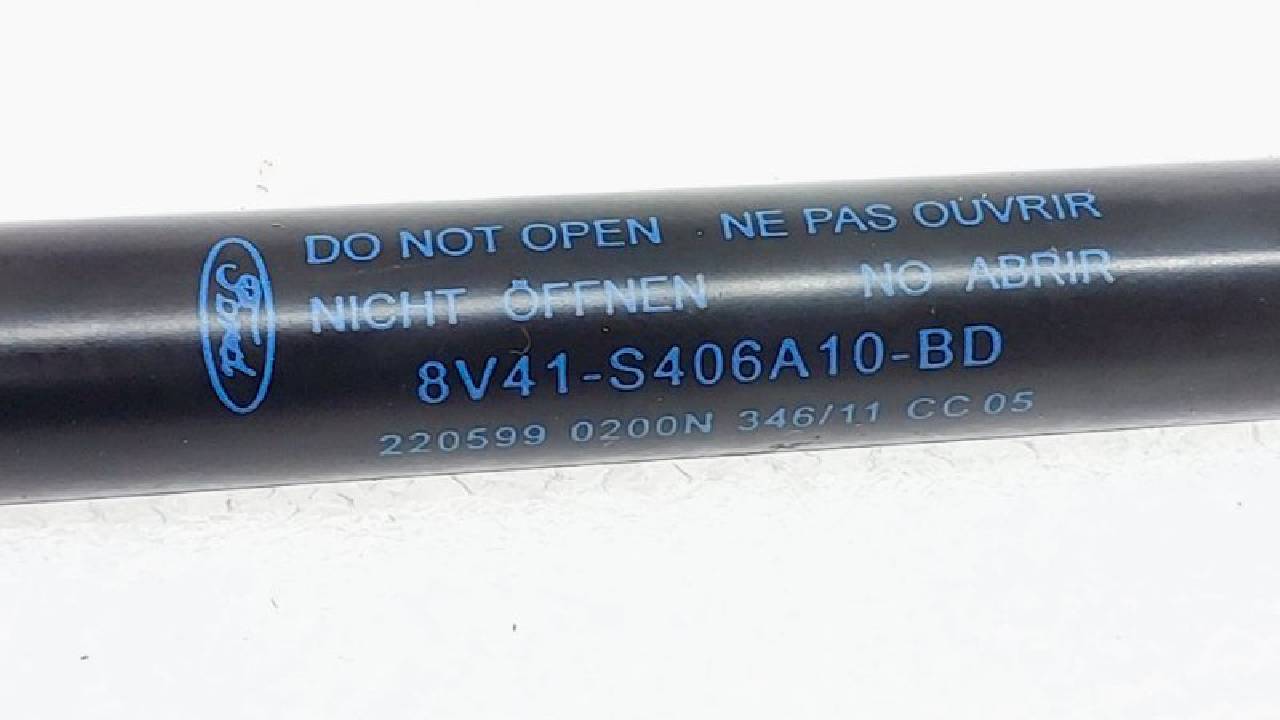 Ford
DO NOT OPEN NE PAS OUVRIR
NICHT ÖFFNEN NO ABRIR
8V41-S406A10-BD
220599 0200N 346/11 CC 05